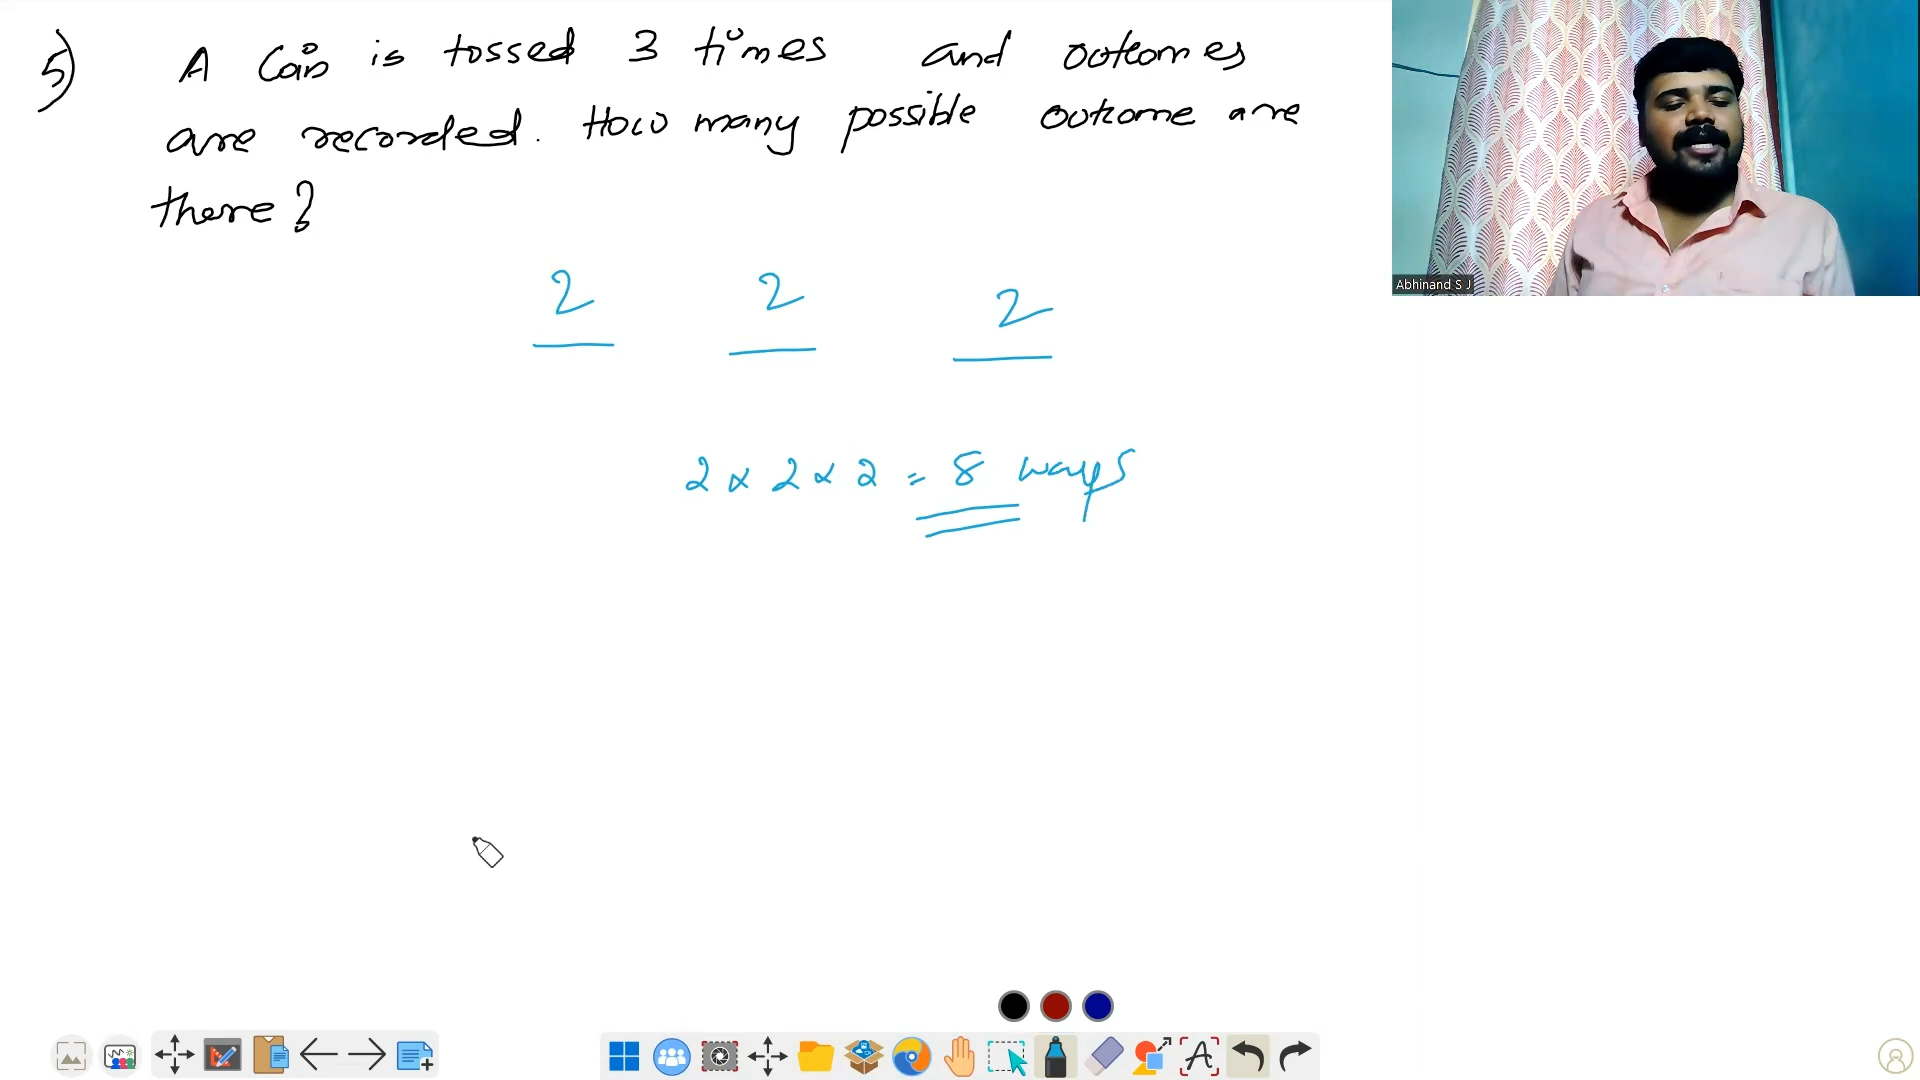 5) A Coin is tossed 3 times and outcomes
are recorded. How many possible outcome are
there?
2 2 2
2 x 2 x 2 = 8 ways
Abhinand S J